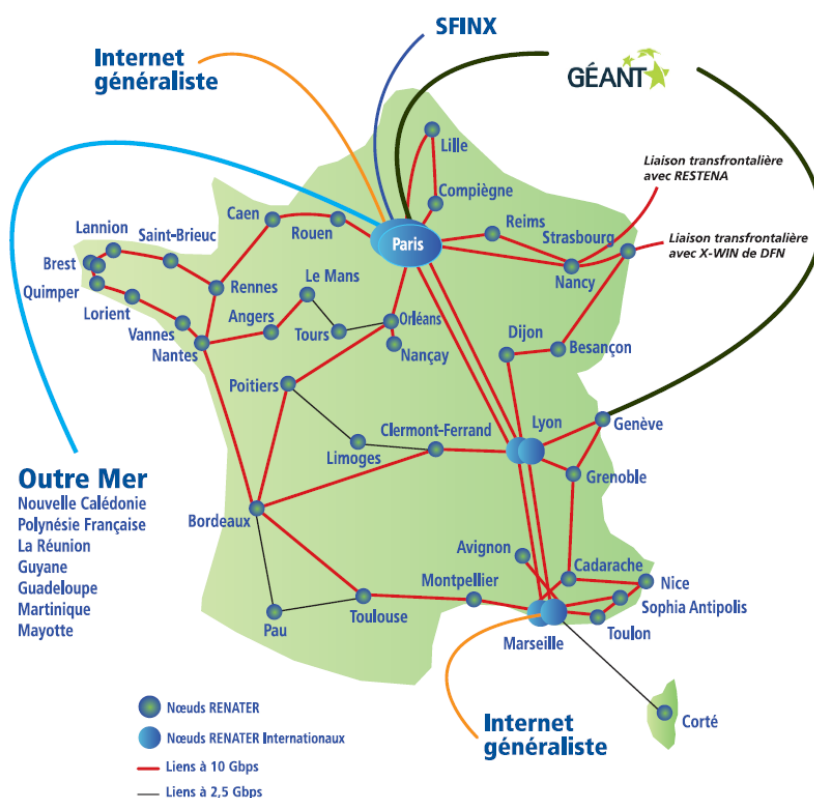 SFINX
Internet
généraliste
GÉANT
Lille
Liaison transfrontalière
avec RESTENA
Compiègne
Caen
Rouen
Paris
Reims
Strasbourg
Liaison transfrontalière
avec X-WIN de DFN
Nancy
Lannion
Saint-Brieuc
Brest
Quimper
Lorient
Vannes
Nantes
Rennes
Le Mans
Angers
Tours
Orléans
Nançay
Dijon
Besançon
Poitiers
Clermont-Ferrand
Limoges
Lyon
Genève
Grenoble
Outre Mer
Nouvelle Calédonie
Polynésie Française
La Réunion
Guyane
Guadeloupe
Martinique
Mayotte
Bordeaux
Avignon
Cadarache
Nice
Sophia Antipolis
Toulon
Montpellier
Marseille
Toulouse
Pau
Corté
Internet
généraliste
Nœuds RENATER
Nœuds RENATER Internationaux
Liens à 10 Gbps
Liens à 2,5 Gbps